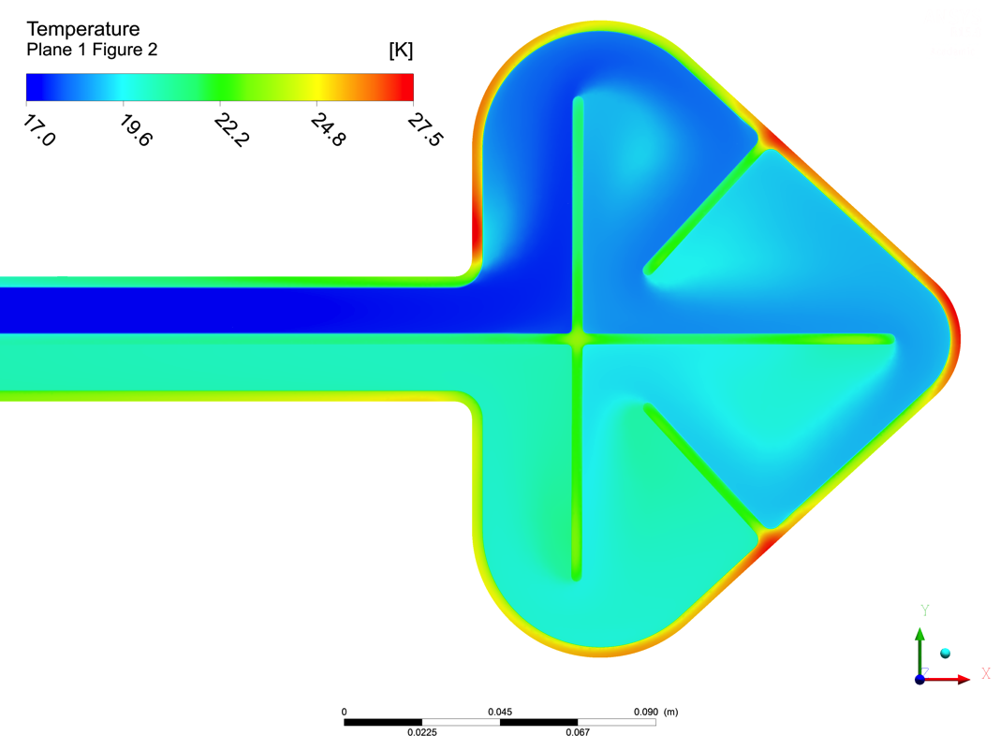 Temperature
Plane 1 Figure 2
[K]
17.0 19.6 22.2 24.8 27.5
Y
Z X
0 0.045 0.090 (m)
0.0225 0.067